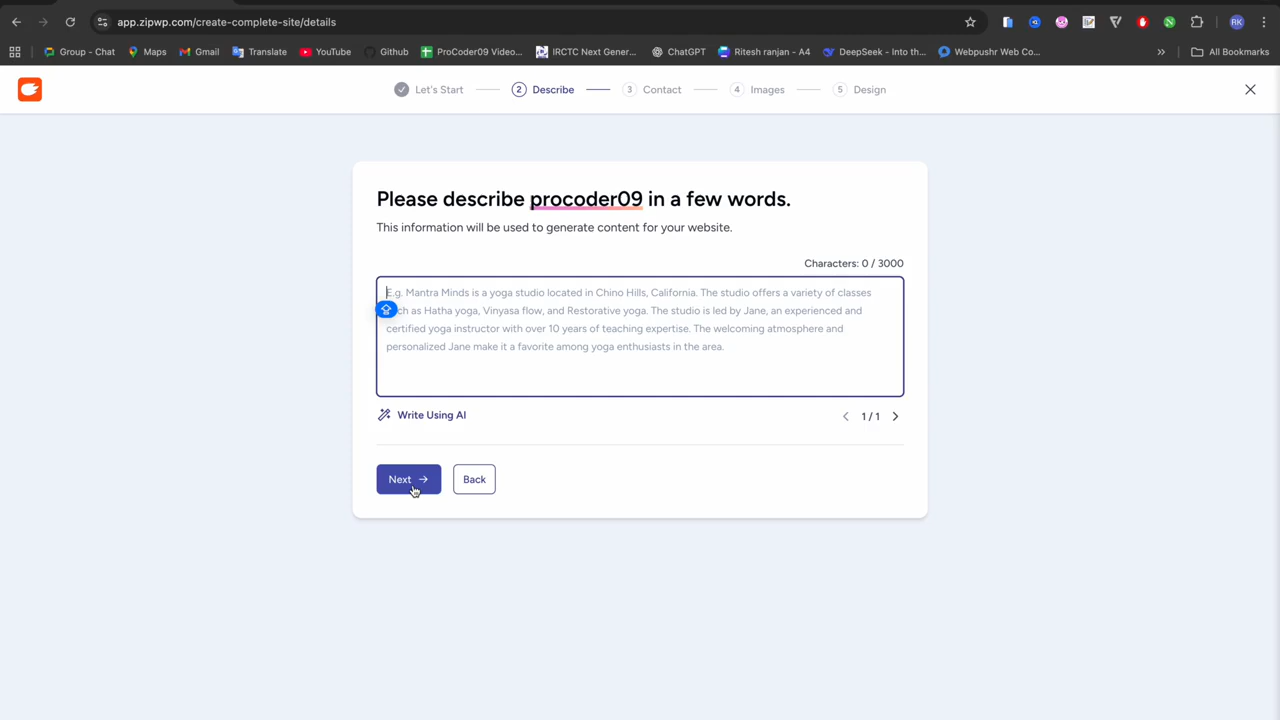 app.zipwp.com/create-complete-site/details
RK
Group - Chat
Maps
Gmail
Translate
YouTube
Github
ProCoder09 Video...
IRCTC Next Gener...
ChatGPT
Ritesh ranjan - A4
DeepSeek - Into th...
Webpushr Web Co...
All Bookmarks
Let's Start
2 Describe
3 Contact
4 Images
5 Design
Please describe procoder09 in a few words.
This information will be used to generate content for your website.
Characters: 0 / 3000
E.g. Mantra Minds is a yoga studio located in Chino Hills, California. The studio offers a variety of classes
such as Hatha yoga, Vinyasa flow, and Restorative yoga. The studio is led by Jane, an experienced and
certified yoga instructor with over 10 years of teaching expertise. The welcoming atmosphere and
personalized Jane make it a favorite among yoga enthusiasts in the area.
Write Using AI
1 / 1
Next
Back